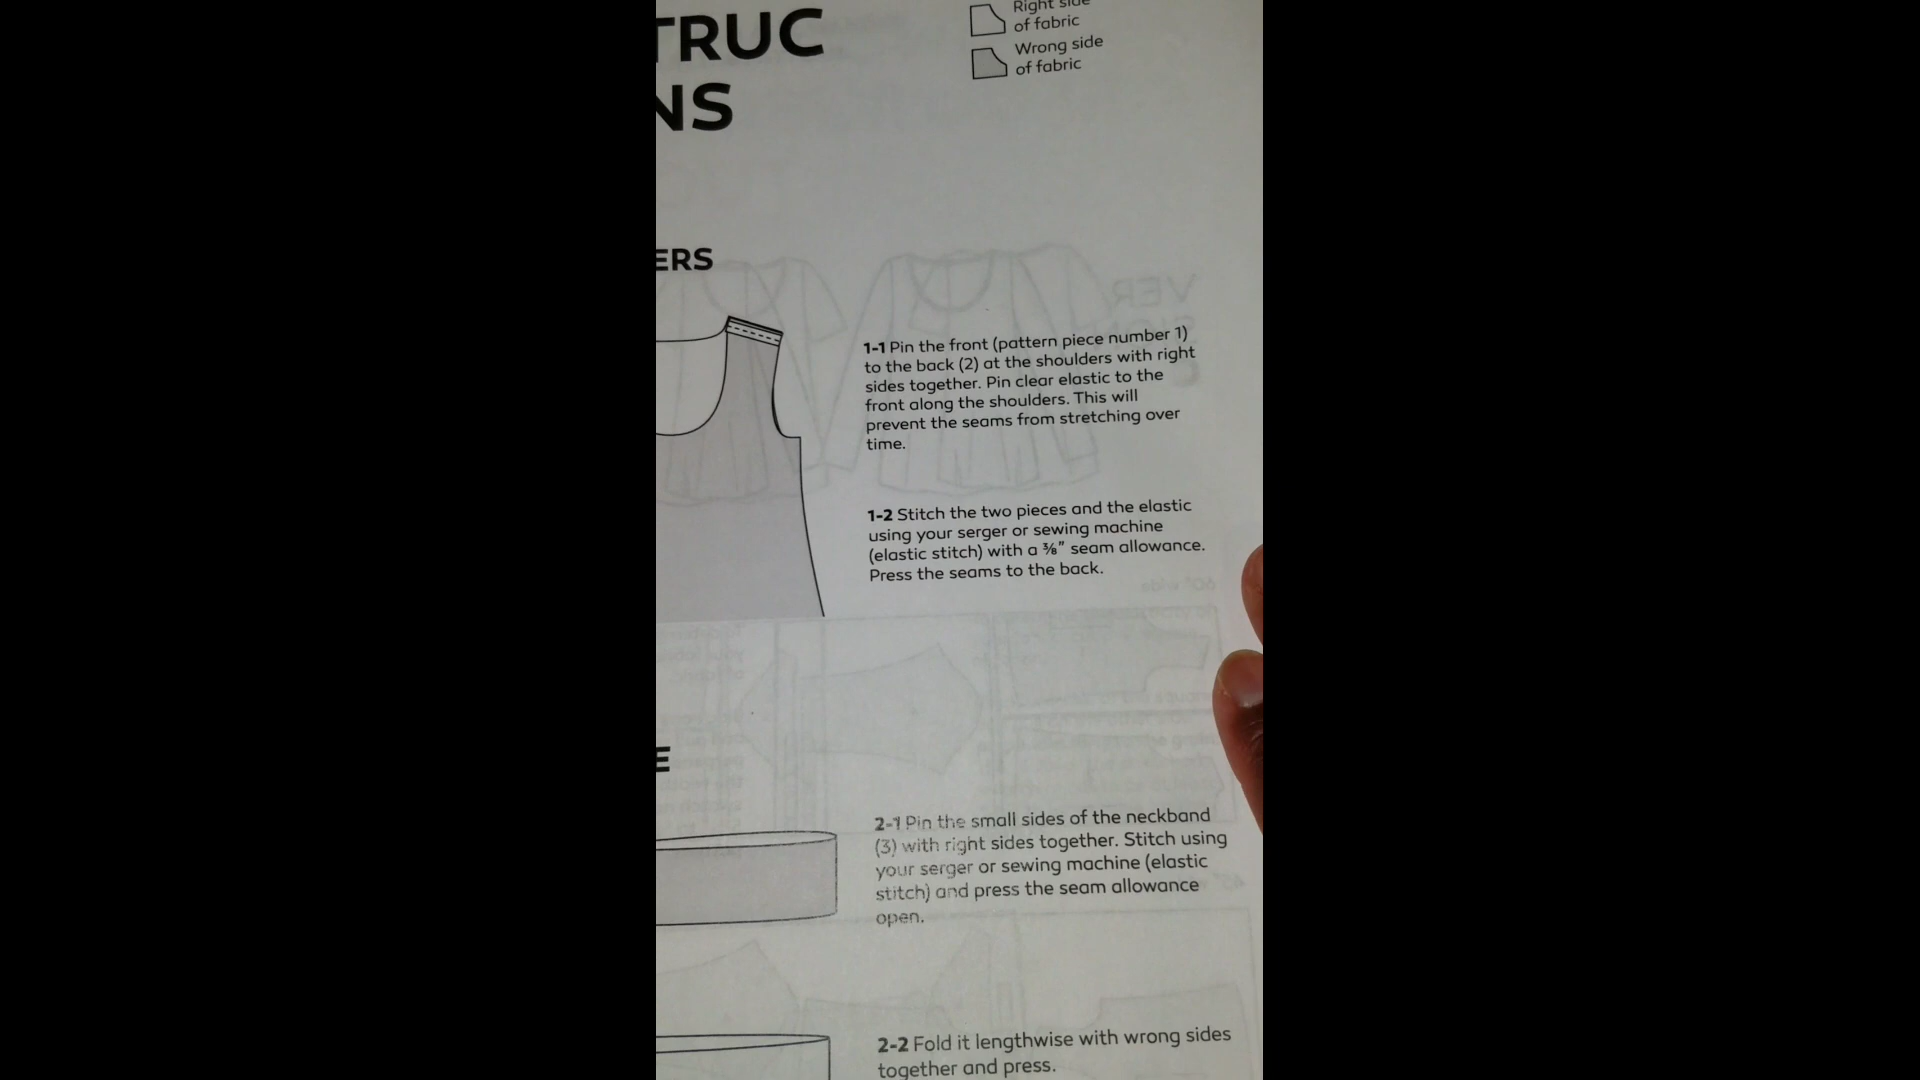 TRUC
NS
Right side
of fabric
Wrong side
of fabric
ERS
1-1 Pin the front (pattern piece number 1)
to the back (2) at the shoulders with right
sides together. Pin clear elastic to the
front along the shoulders. This will
prevent the seams from stretching over
time.
1-2 Stitch the two pieces and the elastic
using your serger or sewing machine
(elastic stitch) with a ⅜" seam allowance.
Press the seams to the back.
E
2-1 Pin the small sides of the neckband
(3) with right sides together. Stitch using
your serger or sewing machine (elastic
stitch) and press the seam allowance
open.
2-2 Fold it lengthwise with wrong sides
together and press.